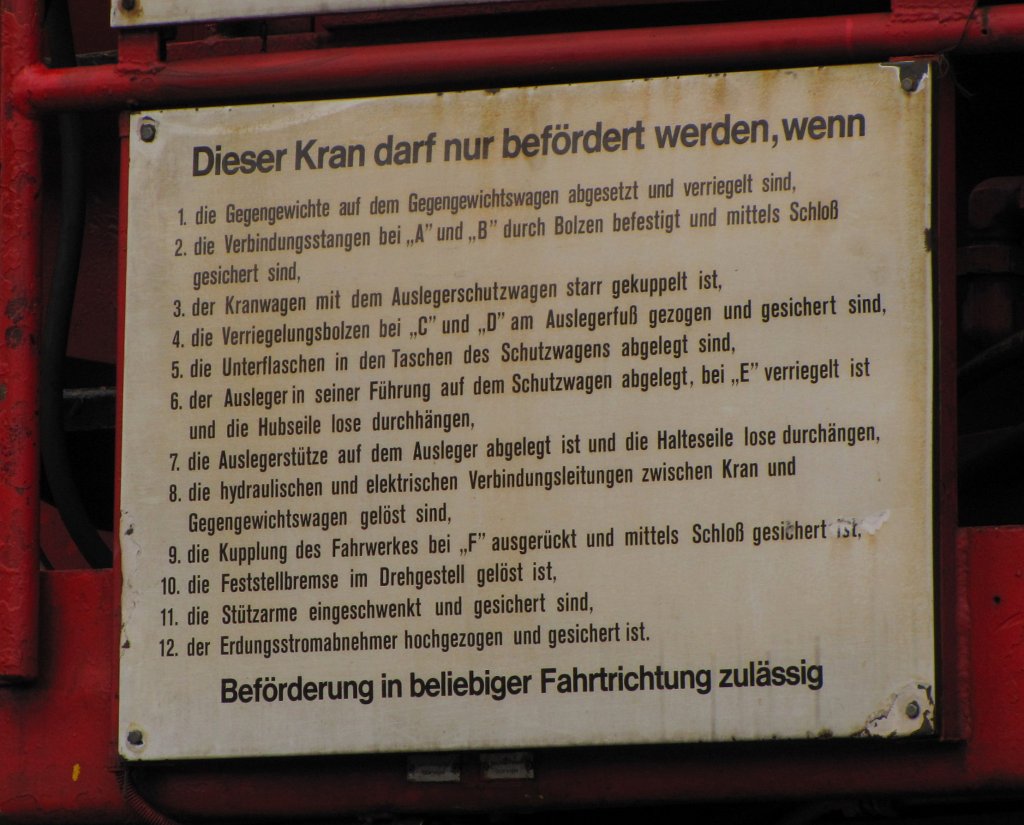 Dieser Kran darf nur befördert werden, wenn
1. die Gegengewichte auf dem Gegengewichtswagen abgesetzt und verriegelt sind,
2. die Verbindungsstangen bei „A” und „B” durch Bolzen befestigt und mittels Schloß
gesichert sind,
3. der Kranwagen mit dem Auslegerschutzwagen starr gekuppelt ist,
4. die Verriegelungsbolzen bei „C” und „D” am Auslegerfuß gezogen und gesichert sind,
5. die Unterflaschen in den Taschen des Schutzwagens abgelegt sind,
6. der Ausleger in seiner Führung auf dem Schutzwagen abgelegt, bei „E” verriegelt ist
und die Hubseile lose durchhängen,
7. die Auslegerstütze auf dem Ausleger abgelegt ist und die Halteseile lose durchängen,
8. die hydraulischen und elektrischen Verbindungsleitungen zwischen Kran und
Gegengewichtswagen gelöst sind,
9. die Kupplung des Fahrwerkes bei „F” ausgerückt und mittels Schloß gesichert ist,
10. die Feststellbremse im Drehgestell gelöst ist,
11. die Stützarme eingeschwenkt und gesichert sind,
12. der Erdungsstromabnehmer hochgezogen und gesichert ist.
Beförderung in beliebiger Fahrtrichtung zulässig